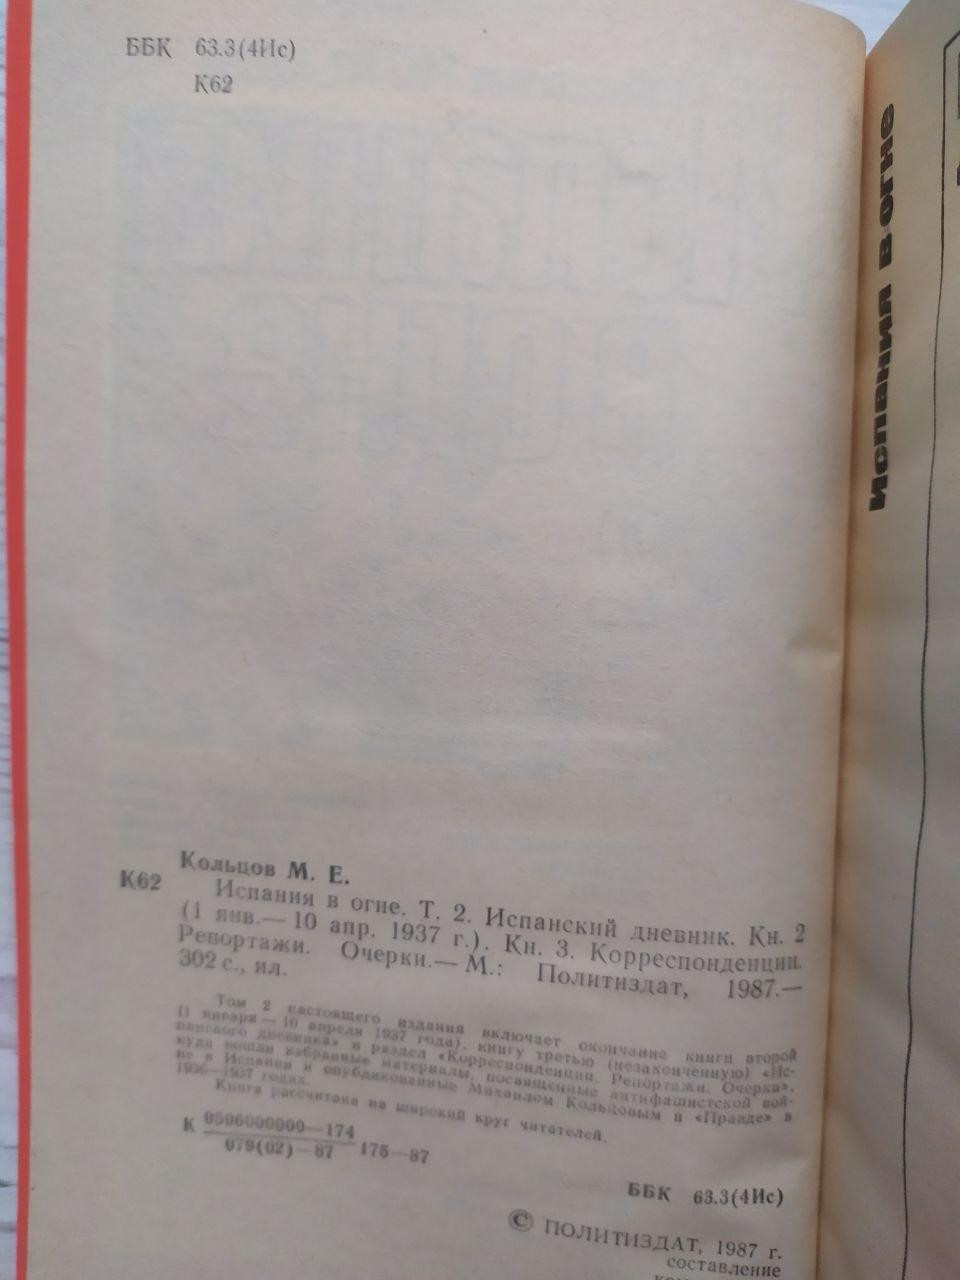 ББК 63.3(4Ис)
К62
Испания в огне
Кольцов М. Е.
К62
Испания в огне. Т. 2. Испанский дневник. Кн. 2
(1 янв.— 10 апр. 1937 г.). Кн. 3. Корреспонденции.
Репортажи. Очерки.— М.: Политиздат, 1987.—
302 с., ил.
Том 2 настоящего издания включает окончание книги второй
(1 января — 10 апреля 1937 года), книгу третью (незаконченную) «Ис-
панского дневника» и раздел «Корреспонденции. Репортажи. Очерки»,
куда вошли избранные материалы, посвященные антифашистской вой-
не в Испании и опубликованные Михаилом Кольцовым в «Правде» в
1936—1937 годах.
Книга рассчитана на широкий круг читателей.
К 0506000000—174
079(02)—87 175—87
ББК 63.3(4Ис)
© ПОЛИТИЗДАТ, 1987 г.
составление